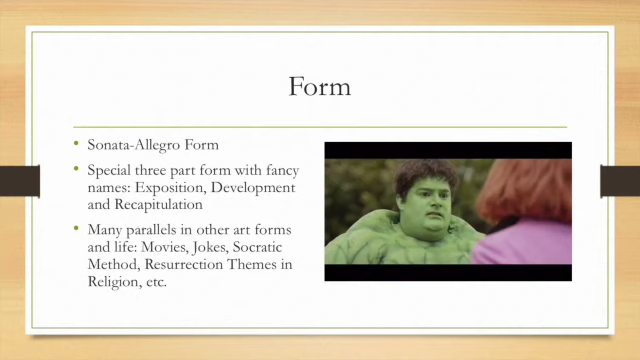 Form
Sonata-Allegro Form
Special three part form with fancy
names: Exposition, Development
and Recapitulation
Many parallels in other art forms
and life: Movies, Jokes, Socratic
Method, Resurrection Themes in
Religion, etc.